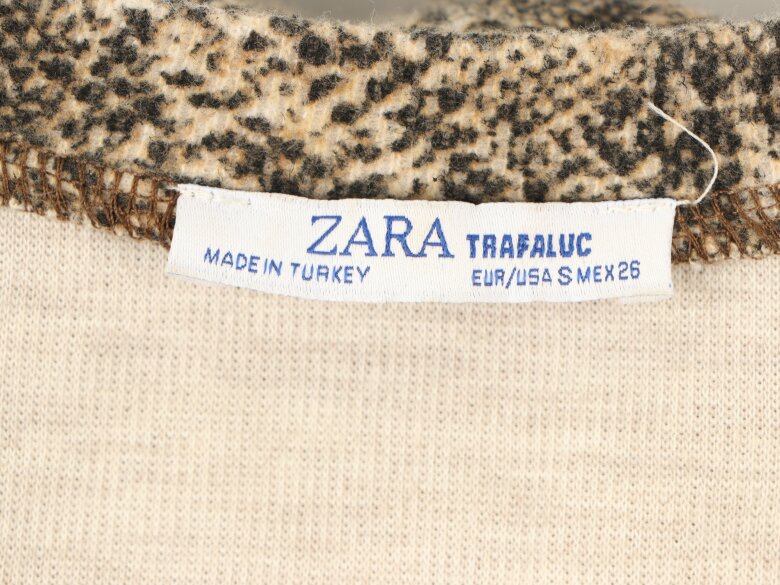 ZARA TRAFALUC
MADE IN TURKEY EUR/USA S MEX 26